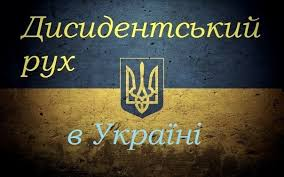 Дисидентський
рух
в Україні